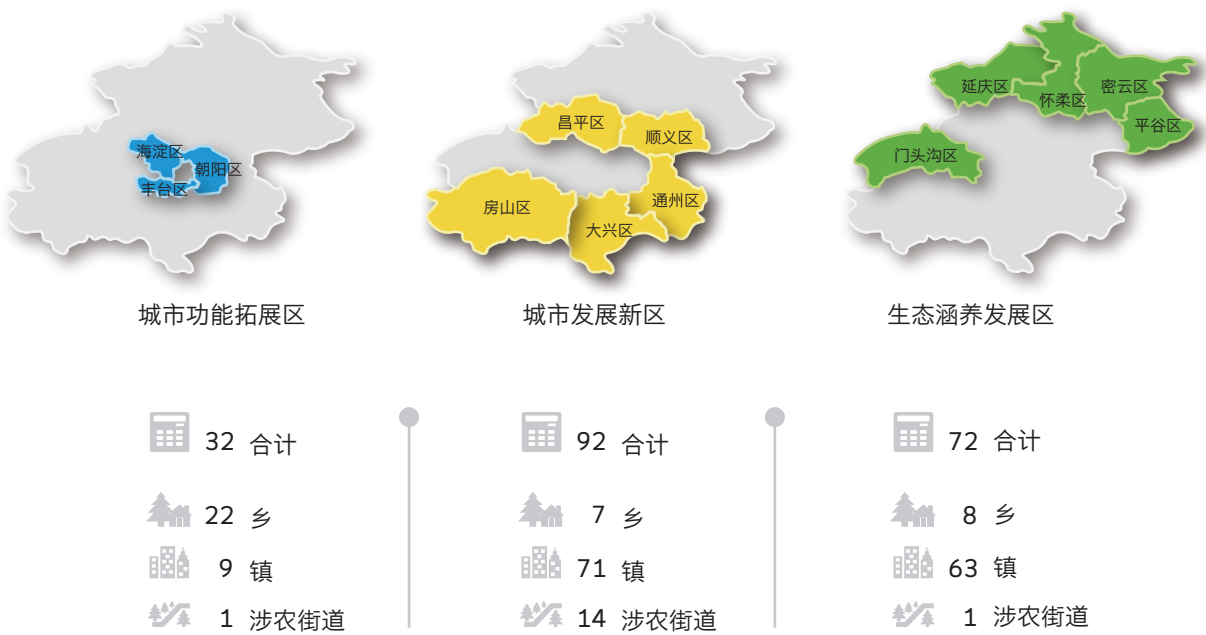 海淀区
朝阳区
丰台区
城市功能拓展区
32 合计
22 乡
9 镇
1 涉农街道
昌平区
顺义区
房山区
通州区
大兴区
城市发展新区
92 合计
7 乡
71 镇
14 涉农街道
延庆区
怀柔区
密云区
平谷区
门头沟区
生态涵养发展区
72 合计
8 乡
63 镇
1 涉农街道